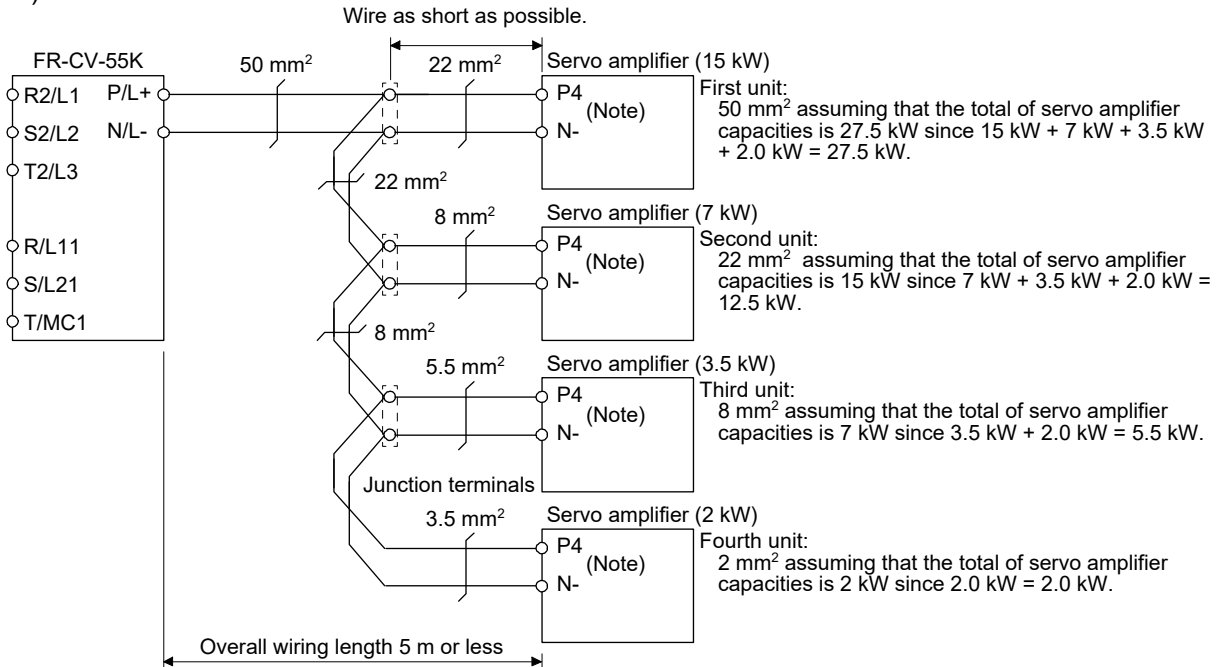 )
Wire as short as possible.
FR-CV-55K
50 mm²
22 mm²
Servo amplifier (15 kW)
R2/L1
P/L+
S2/L2
N/L-
T2/L3
R/L11
S/L21
T/MC1
P4
(Note)
N-
First unit:
50 mm² assuming that the total of servo amplifier
capacities is 27.5 kW since 15 kW + 7 kW + 3.5 kW
+ 2.0 kW = 27.5 kW.
22 mm²
8 mm²
Servo amplifier (7 kW)
P4
(Note)
N-
Second unit:
22 mm² assuming that the total of servo amplifier
capacities is 15 kW since 7 kW + 3.5 kW + 2.0 kW =
12.5 kW.
8 mm²
5.5 mm²
Servo amplifier (3.5 kW)
P4
(Note)
N-
Third unit:
8 mm² assuming that the total of servo amplifier
capacities is 7 kW since 3.5 kW + 2.0 kW = 5.5 kW.
Junction terminals
3.5 mm²
Servo amplifier (2 kW)
P4
(Note)
N-
Fourth unit:
2 mm² assuming that the total of servo amplifier
capacities is 2 kW since 2.0 kW = 2.0 kW.
Overall wiring length 5 m or less